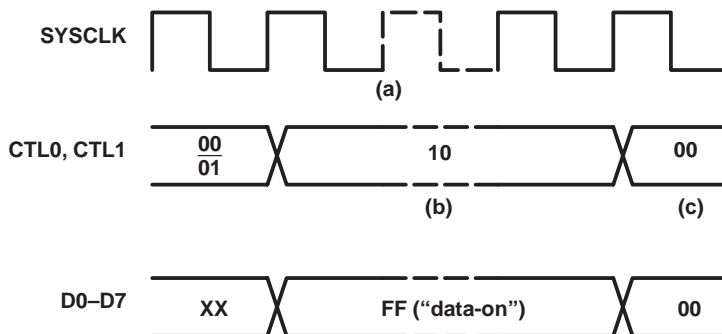 SYSCLK
(a)
CTL0, CTL1
00
01
10
00
(b)
(c)
D0–D7
XX
FF (“data-on”)
00